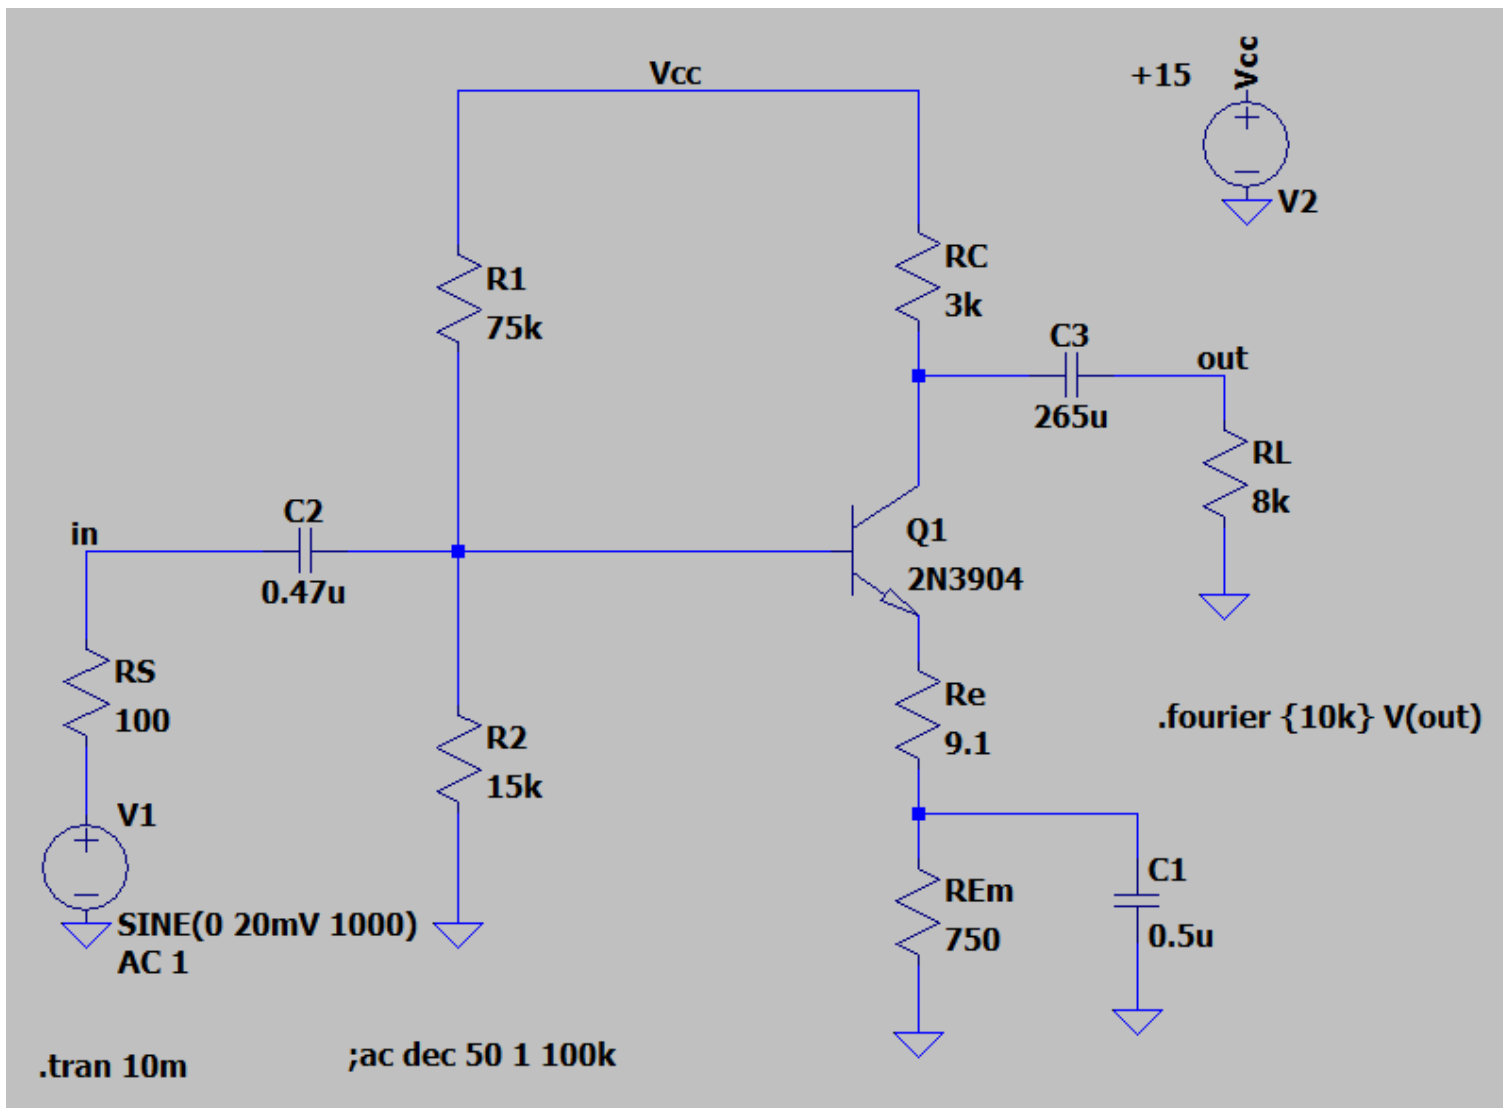 Vcc
+15
Vcc
V2
R1
75k
RC
3k
C3
265u
out
RL
8k
in
C2
0.47u
Q1
2N3904
RS
100
Re
9.1
.fourier {10k} V(out)
R2
15k
V1
SINE(0 20mV 1000)
AC 1
REm
750
C1
0.5u
.tran 10m
;ac dec 50 1 100k